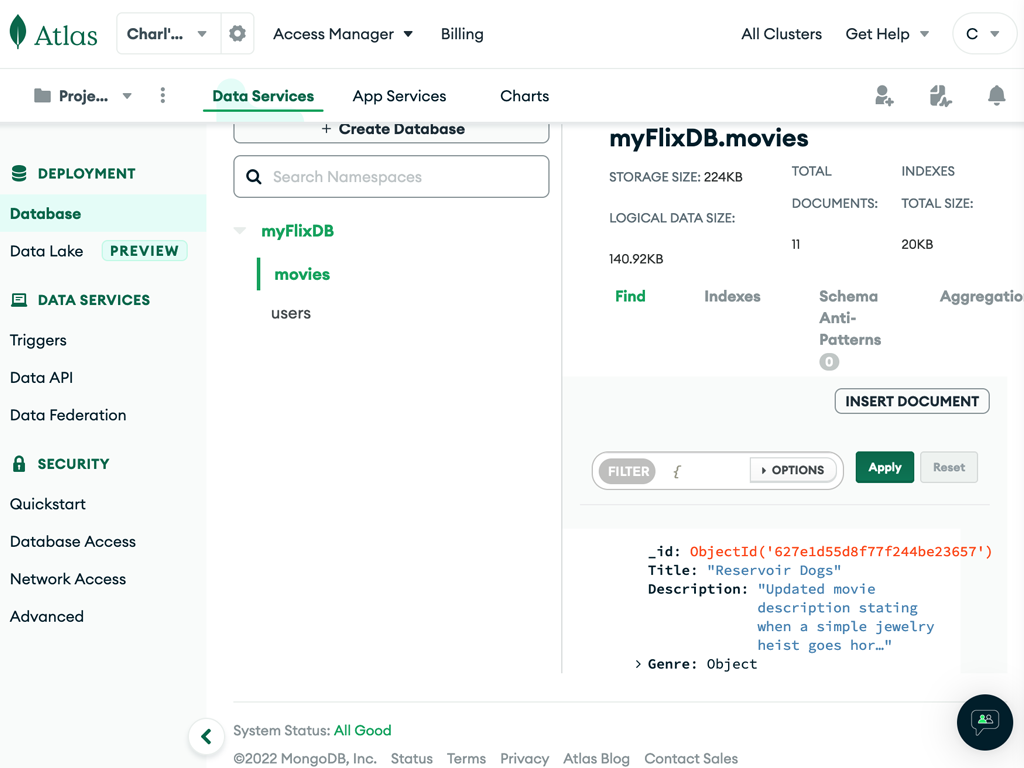 Atlas
Charl'...
Access Manager
Billing
All Clusters
Get Help
C
Proje...
Data Services
App Services
Charts
DEPLOYMENT
Database
Data Lake PREVIEW
DATA SERVICES
Triggers
Data API
Data Federation
SECURITY
Quickstart
Database Access
Network Access
Advanced
+ Create Database
Search Namespaces
myFlixDB
movies
users
myFlixDB.movies
STORAGE SIZE: 224KB
LOGICAL DATA SIZE:
140.92KB
TOTAL
DOCUMENTS:
11
INDEXES
TOTAL SIZE:
20KB
Find
Indexes
Schema
Anti-
Patterns
0
Aggregatio
INSERT DOCUMENT
FILTER { OPTIONS
Apply
Reset
_id: ObjectId('627e1d55d8f77f244be23657')
Title: "Reservoir Dogs"
Description: "Updated movie
description stating
when a simple jewelry
heist goes hor…"
> Genre: Object
System Status: All Good
©2022 MongoDB, Inc. Status Terms Privacy Atlas Blog Contact Sales